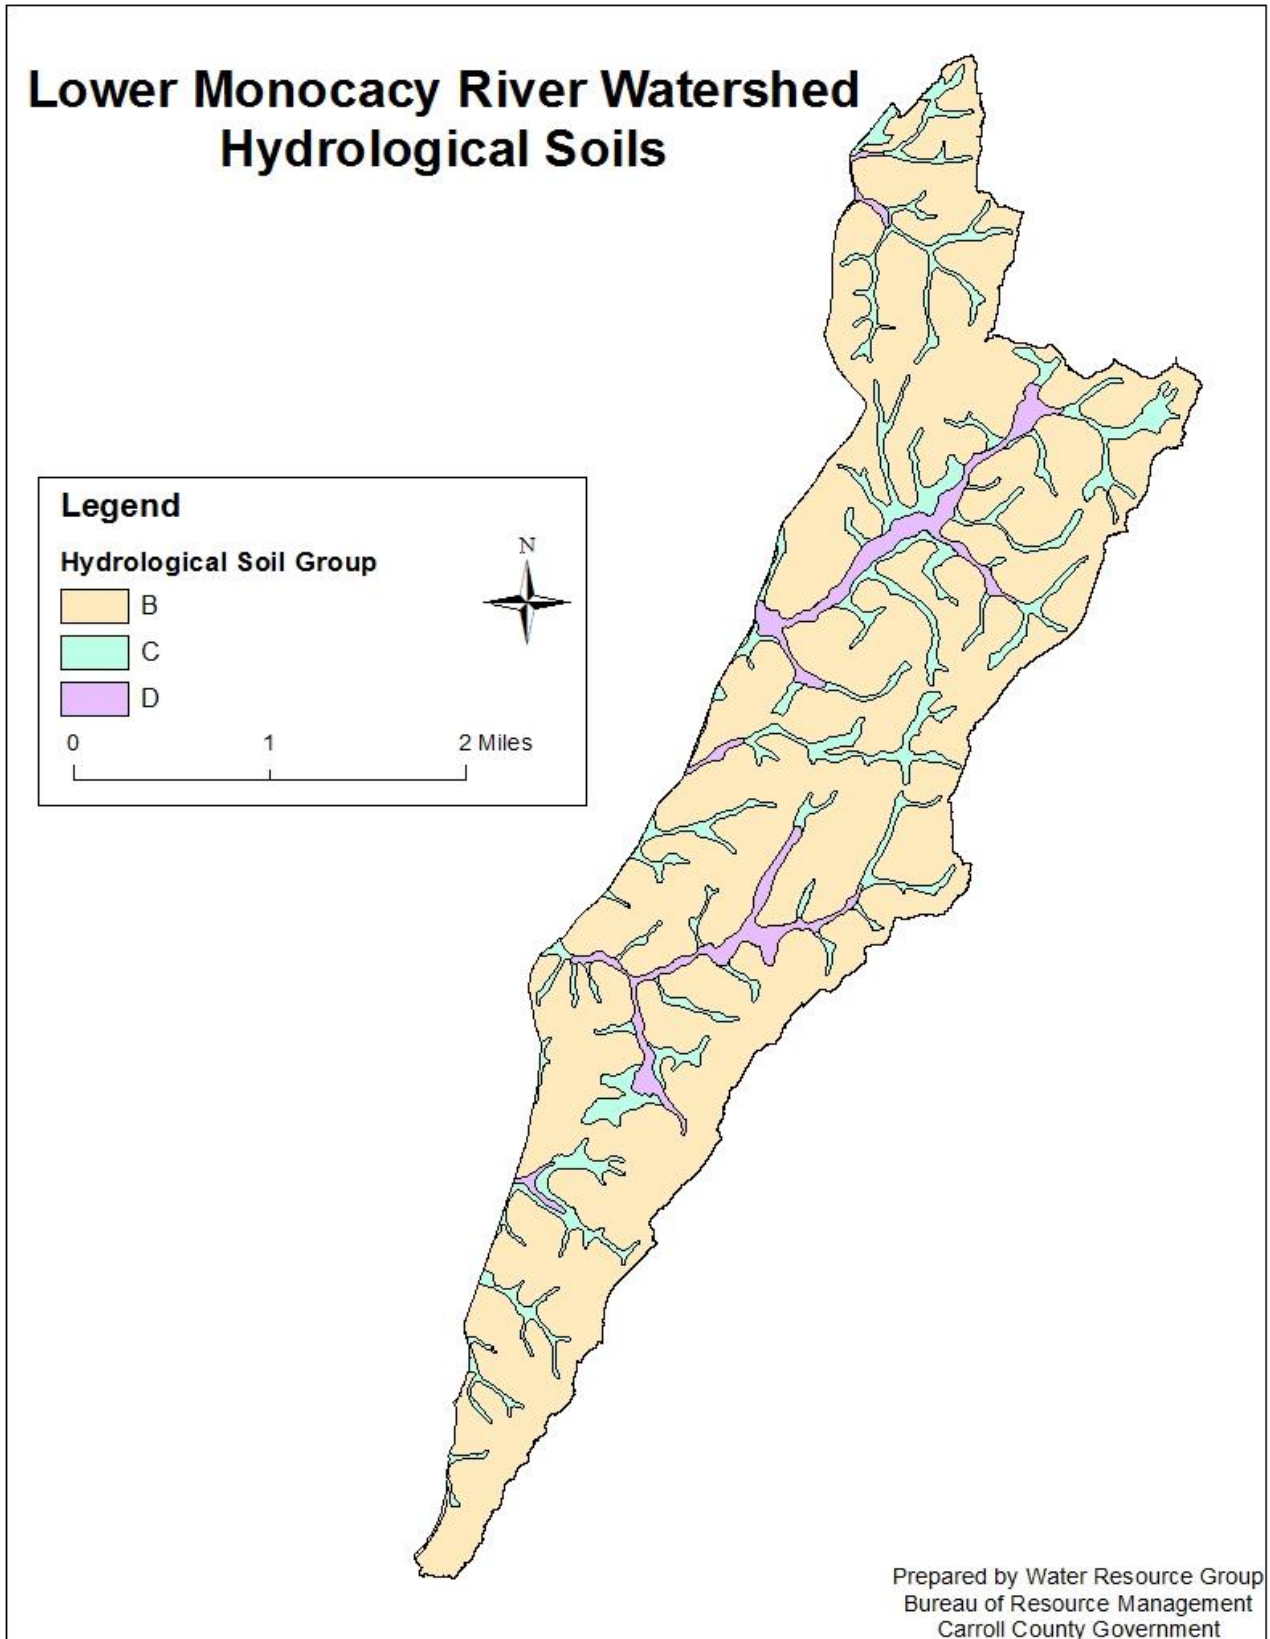 Lower Monocacy River Watershed
Hydrological Soils
Legend
Hydrological Soil Group
N
B
C
D
0 1 2 Miles
Prepared by Water Resource Group
Bureau of Resource Management
Carroll County Government